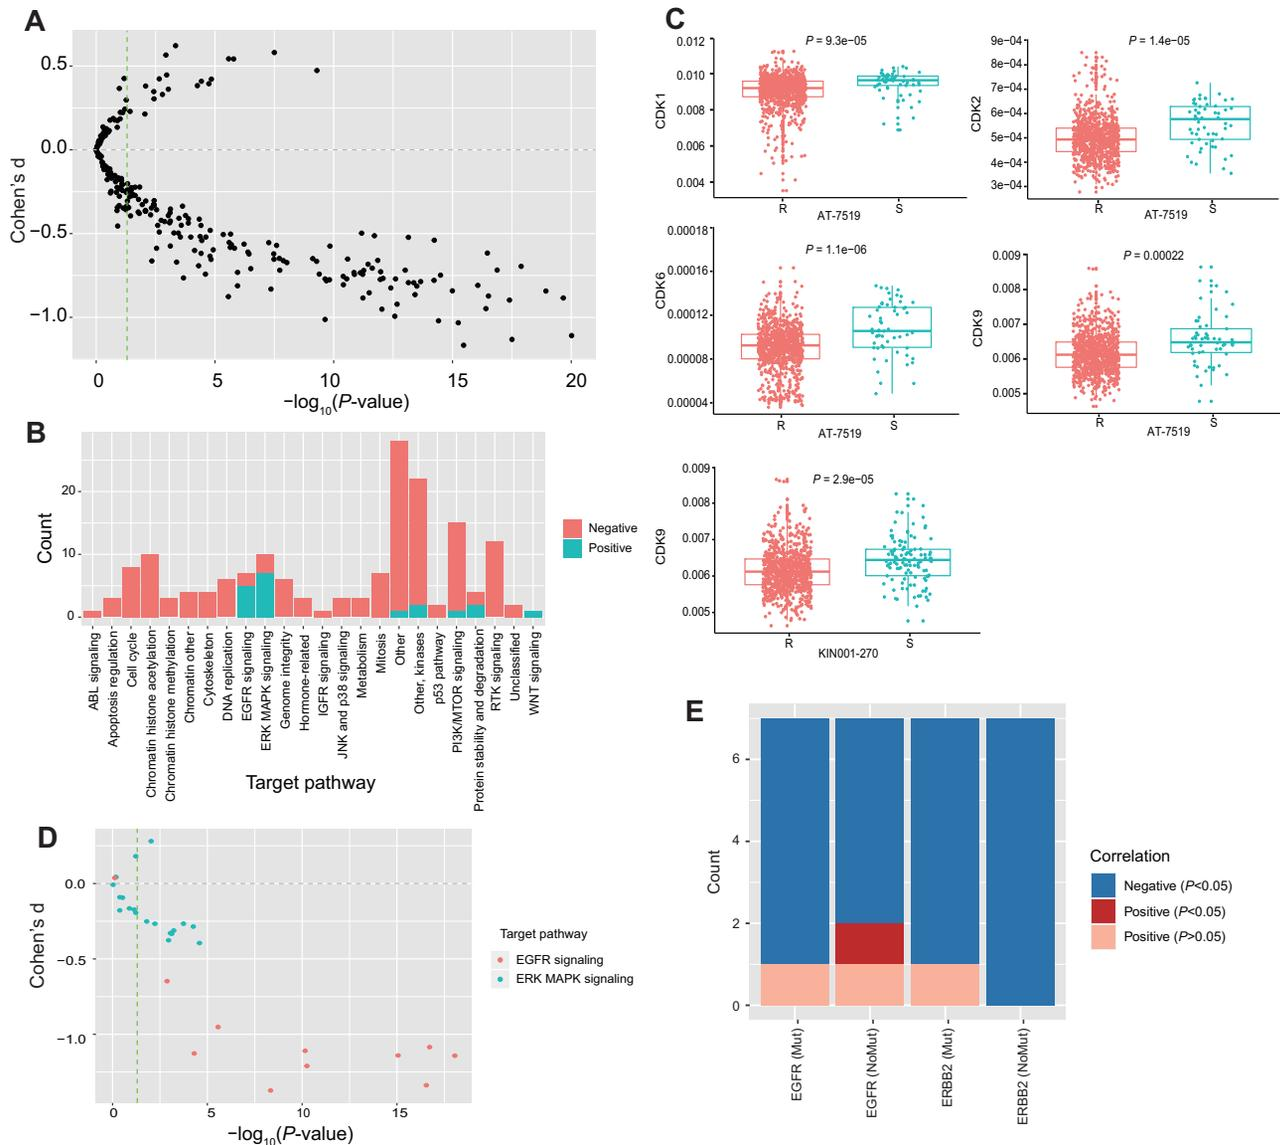 A
0.5
0.0
−0.5
−1.0
Cohen's d
0
5
10
15
20
−log10(P-value)
B
20
10
0
Count
ABL signaling
Apoptosis regulation
Cell cycle
Chromatin histone acetylation
Chromatin histone methylation
Chromatin other
Cytoskeleton
DNA replication
EGFR signaling
ERK MAPK signaling
Genome integrity
Hormone-related
IGFR signaling
JNK and p38 signaling
Metabolism
Mitosis
Other
Other, kinases
p53 pathway
PI3K/MTOR signaling
Protein stability and degradation
RTK signaling
Unclassified
WNT signaling
Target pathway
Negative
Positive
C
P = 9.3e−05
0.012
0.010
0.008
0.006
0.004
CDK1
R
S
AT-7519
P = 1.4e−05
9e−04
8e−04
7e−04
6e−04
5e−04
4e−04
3e−04
CDK2
R
S
AT-7519
P = 1.1e−06
0.00018
0.00016
0.00012
0.00008
0.00004
CDK6
R
S
AT-7519
P = 0.00022
0.009
0.008
0.007
0.006
0.005
CDK9
R
S
AT-7519
P = 2.9e−05
0.009
0.008
0.007
0.006
0.005
CDK9
R
S
KIN001-270
D
0.0
−0.5
−1.0
Cohen's d
0
5
10
15
−log10(P-value)
Target pathway
EGFR signaling
ERK MAPK signaling
E
6
4
2
0
Count
EGFR (Mut)
EGFR (NoMut)
ERBB2 (Mut)
ERBB2 (NoMut)
Correlation
Negative (P<0.05)
Positive (P<0.05)
Positive (P>0.05)